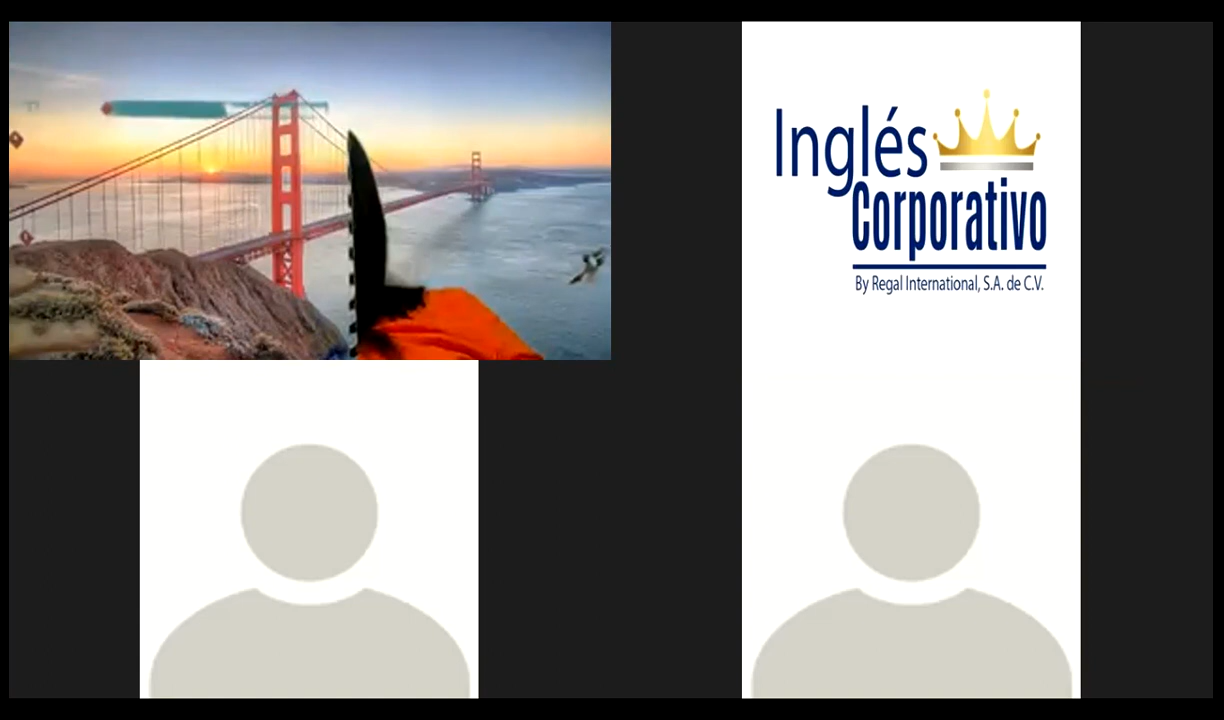 Inglés
Corporativo
By Regal International, S.A. de C.V.